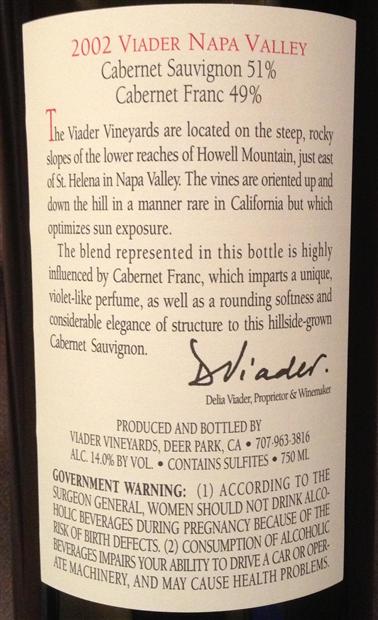 2002 VIADER NAPA VALLEY
Cabernet Sauvignon 51%
Cabernet Franc 49%
The Viader Vineyards are located on the steep, rocky
slopes of the lower reaches of Howell Mountain, just east
of St. Helena in Napa Valley. The vines are oriented up and
down the hill in a manner rare in California but which
optimizes sun exposure.
The blend represented in this bottle is highly
influenced by Cabernet Franc, which imparts a unique,
violet-like perfume, as well as a rounding softness and
considerable elegance of structure to this hillside-grown
Cabernet Sauvignon.
DViader.
Delia Viader, Proprietor & Winemaker
PRODUCED AND BOTTLED BY
VIADER VINEYARDS, DEER PARK, CA • 707-963-3816
ALC. 14.0% BY VOL. • CONTAINS SULFITES • 750 ML
GOVERNMENT WARNING: (1) ACCORDING TO THE
SURGEON GENERAL, WOMEN SHOULD NOT DRINK ALCO-
HOLIC BEVERAGES DURING PREGNANCY BECAUSE OF THE
RISK OF BIRTH DEFECTS. (2) CONSUMPTION OF ALCOHOLIC
BEVERAGES IMPAIRS YOUR ABILITY TO DRIVE A CAR OR OPER-
ATE MACHINERY, AND MAY CAUSE HEALTH PROBLEMS.